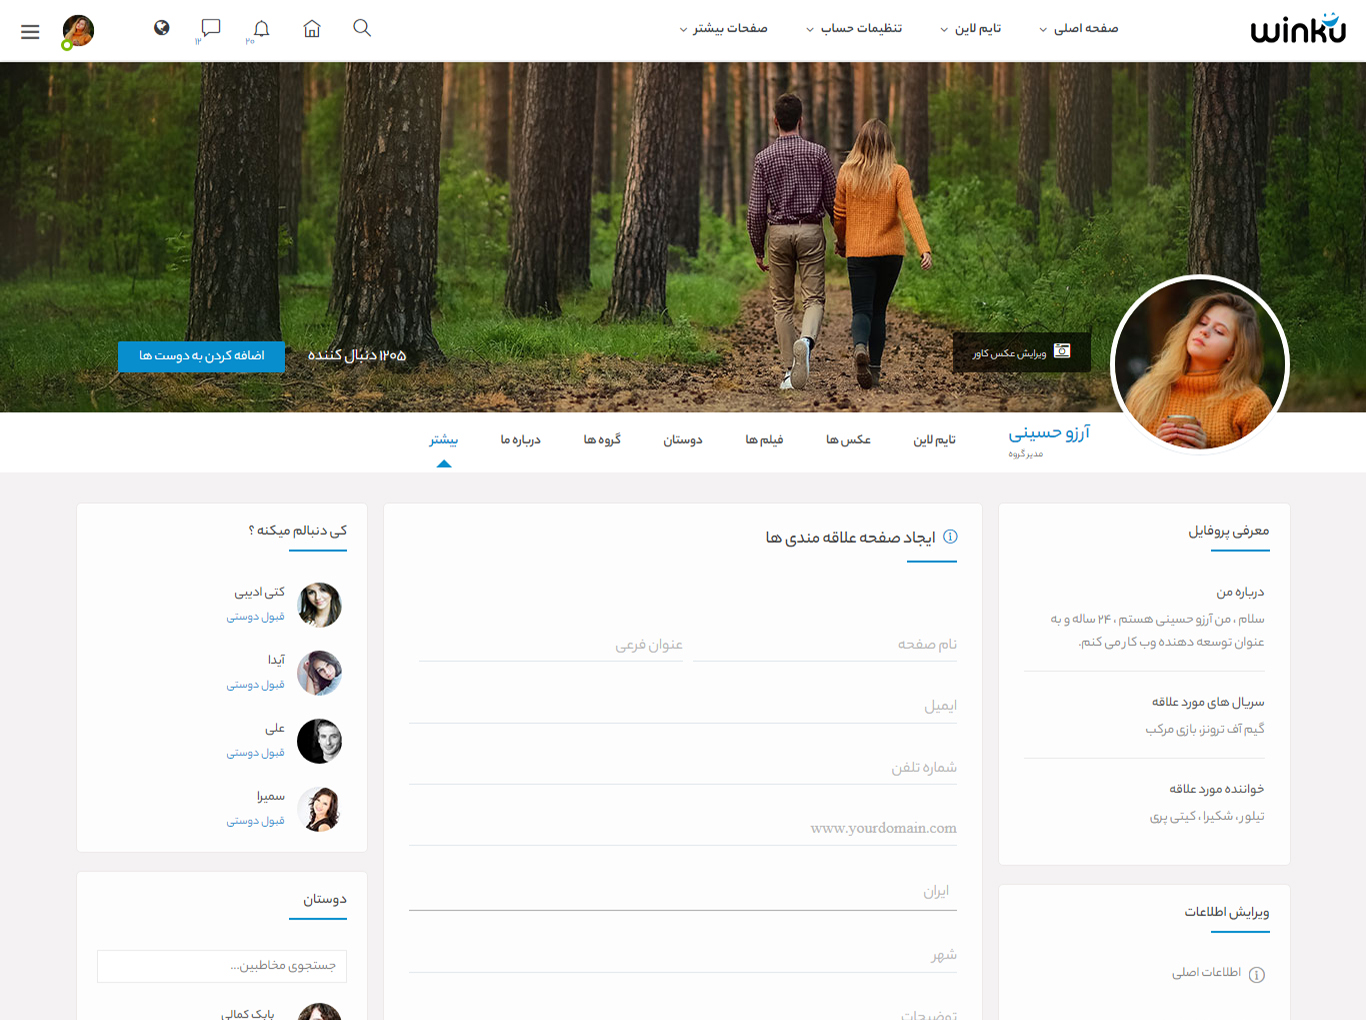 winku
صفحه اصلی
تایم لاین
تنظیمات حساب
صفحات بیشتر
۲۰
۱۲
ویرایش عکس کاور
۱۲۰۵ دنبال کننده
اضافه کردن به دوست ها
آرزو حسینی
مدیر گروه
تایم لاین
عکس ها
فیلم ها
دوستان
گروه ها
درباره ما
بیشتر
معرفی پروفایل
درباره من
سلام ، من آرزو حسینی هستم ، ۲۴ ساله و به
عنوان توسعه دهنده وب کار می کنم.
سریال های مورد علاقه
گیم آف ترونز، بازی مرکب
خواننده مورد علاقه
تیلور ، شکیرا ، کیتی پری
ویرایش اطلاعات
اطلاعات اصلی
ایجاد صفحه علاقه مندی ها
نام صفحه
عنوان فرعی
ایمیل
شماره تلفن
www.yourdomain.com
ایران
شهر
توضیحات
کی دنبالم میکنه ؟
کتی ادیبی
قبول دوستی
آیدا
قبول دوستی
علی
قبول دوستی
سمیرا
قبول دوستی
دوستان
جستجوی مخاطبین...
بابک کمالی